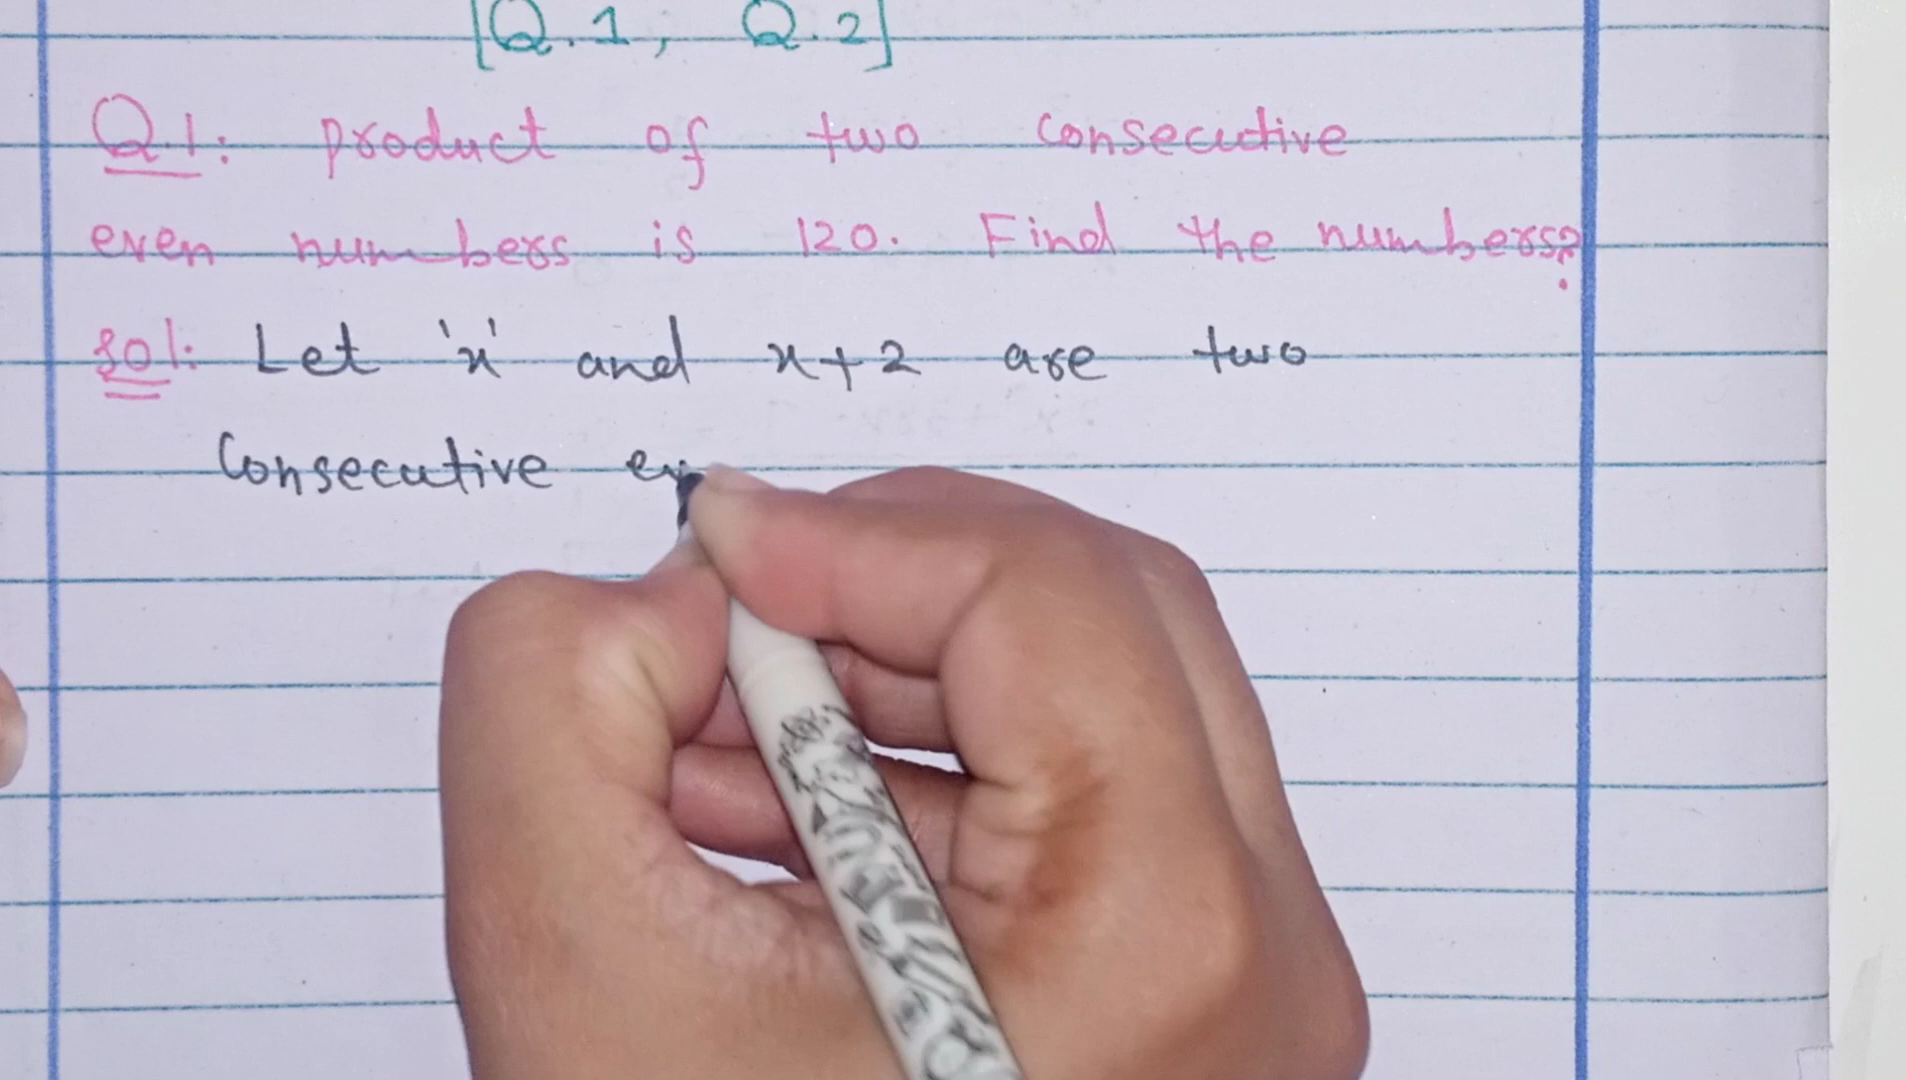 [Q.1, Q.2]
Q.1: product of two consecutive
even numbers is 120. Find the numbers?
Sol: Let 'x' and x+2 are two
Consecutive ev